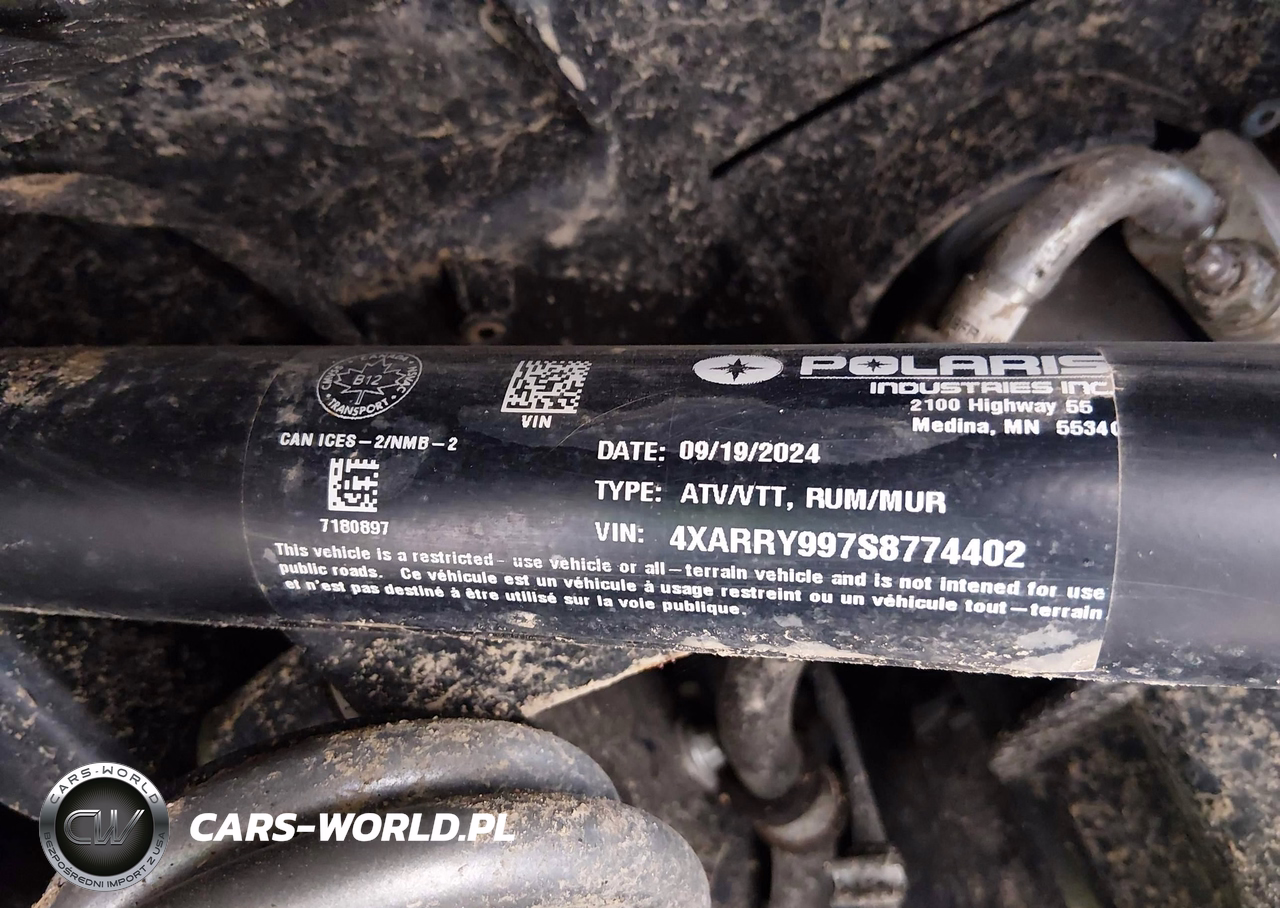 B12
TRANSPORT
VIN
POLARIS
INDUSTRIES INC
2100 Highway 55
Medina, MN 55340
CAN ICES-2/NMB-2
DATE: 09/19/2024
TYPE: ATV/VTT, RUM/MUR
7180897
VIN: 4XARRY997S8774402
This vehicle is a restricted- use vehicle or all-terrain vehicle and is not intened for use
public roads. Ce véhicule est un véhicule à usage restreint ou un véhicule tout-terrain
et n'est pas destiné à être utilisé sur la voie publique.
CARS-WORLD
CW
BEZPOŚREDNI IMPORT Z USA
CARS-WORLD.PL